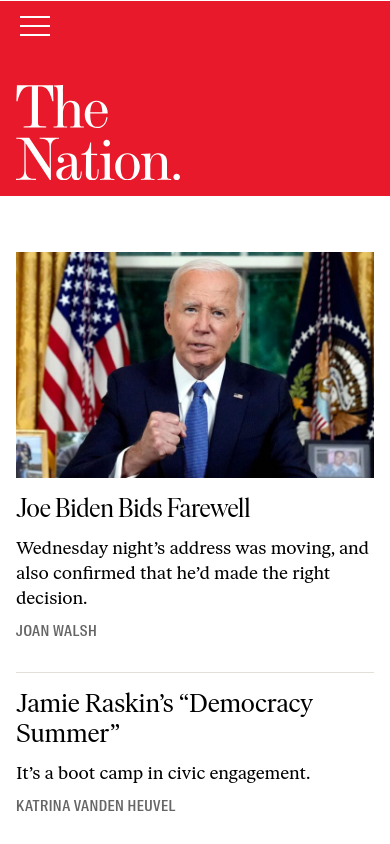 The
Nation.
Joe Biden Bids Farewell
Wednesday night’s address was moving, and
also confirmed that he’d made the right
decision.
JOAN WALSH
Jamie Raskin’s “Democracy
Summer”
It’s a boot camp in civic engagement.
KATRINA VANDEN HEUVEL